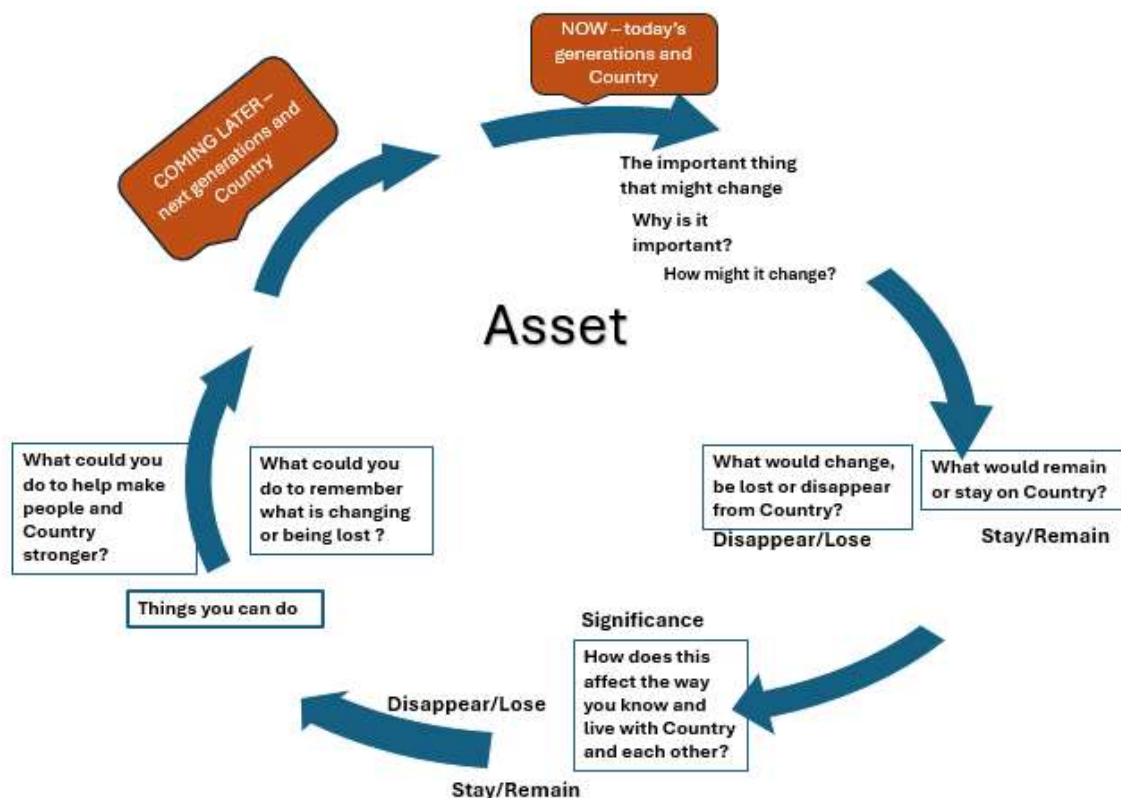 NOW – today's
generations and
Country
COMING LATER –
next generations and
Country
The important thing
that might change
Why is it
important?
How might it change?
Asset
What would change,
be lost or disappear
from Country?
Disappear/Lose
What would remain
or stay on Country?
Stay/Remain
Significance
How does this
affect the way
you know and
live with Country
and each other?
Disappear/Lose
Stay/Remain
Things you can do
What could you
do to help make
people and
Country
stronger?
What could you
do to remember
what is changing
or being lost ?